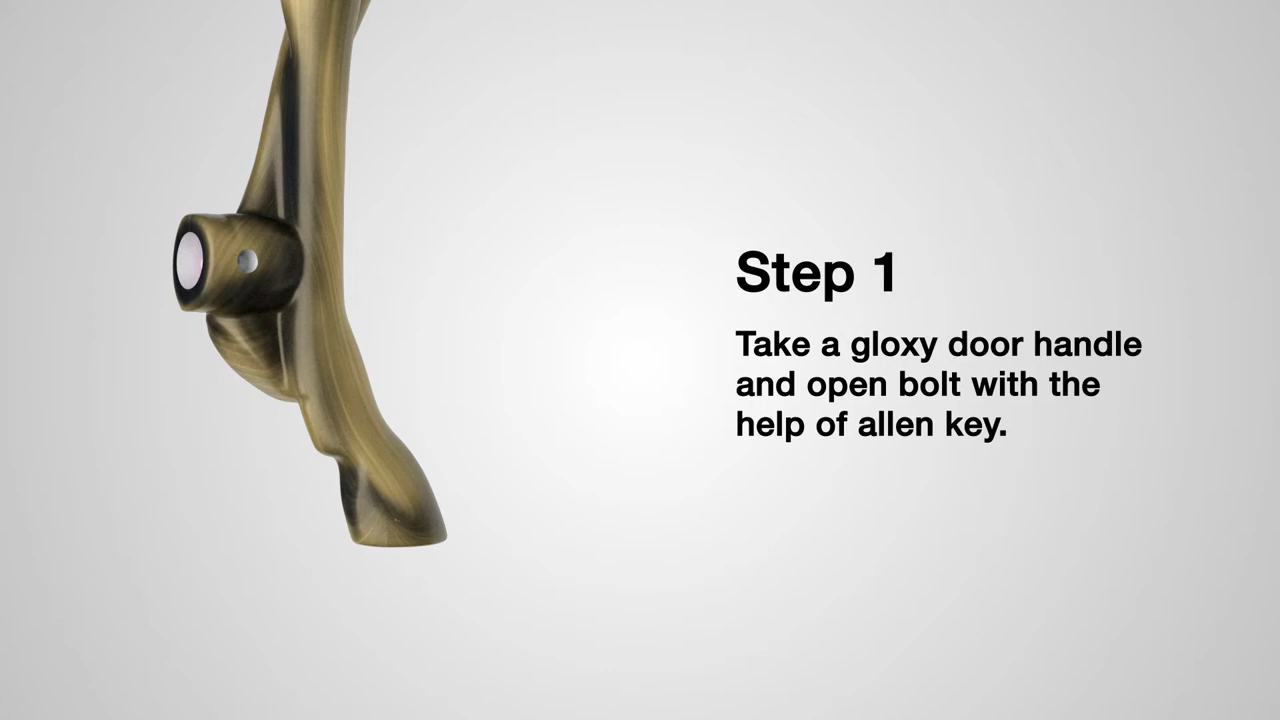 Step 1
Take a gloxy door handle
and open bolt with the
help of allen key.